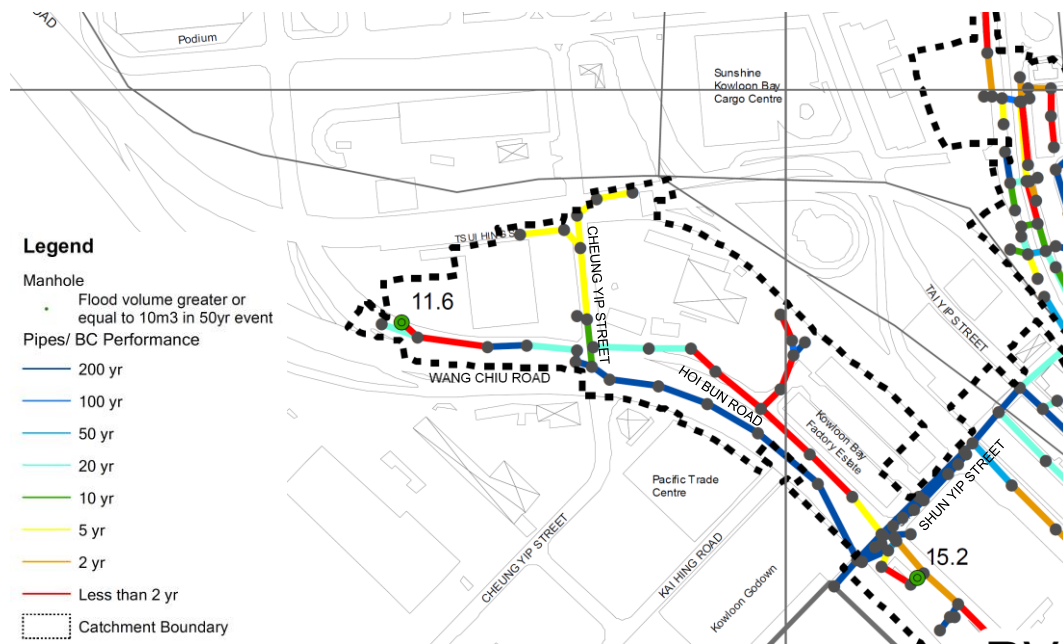 OAD
Podium
Sunshine
Kowloon Bay
Cargo Centre
TSUI HING S
CHEUNG YIP STREET
TAI YIP STREET
11.6
WANG CHIU ROAD
HOI BUN ROAD
Kowloon Bay
Factory Estate
SHUN YIP STREET
Pacific Trade
Centre
CHEUNG YIP STREET
KAI HING ROAD
Kowloon Godown
15.2
Legend
Manhole
Flood volume greater or
equal to 10m3 in 50yr event
Pipes/ BC Performance
200 yr
100 yr
50 yr
20 yr
10 yr
5 yr
2 yr
Less than 2 yr
Catchment Boundary